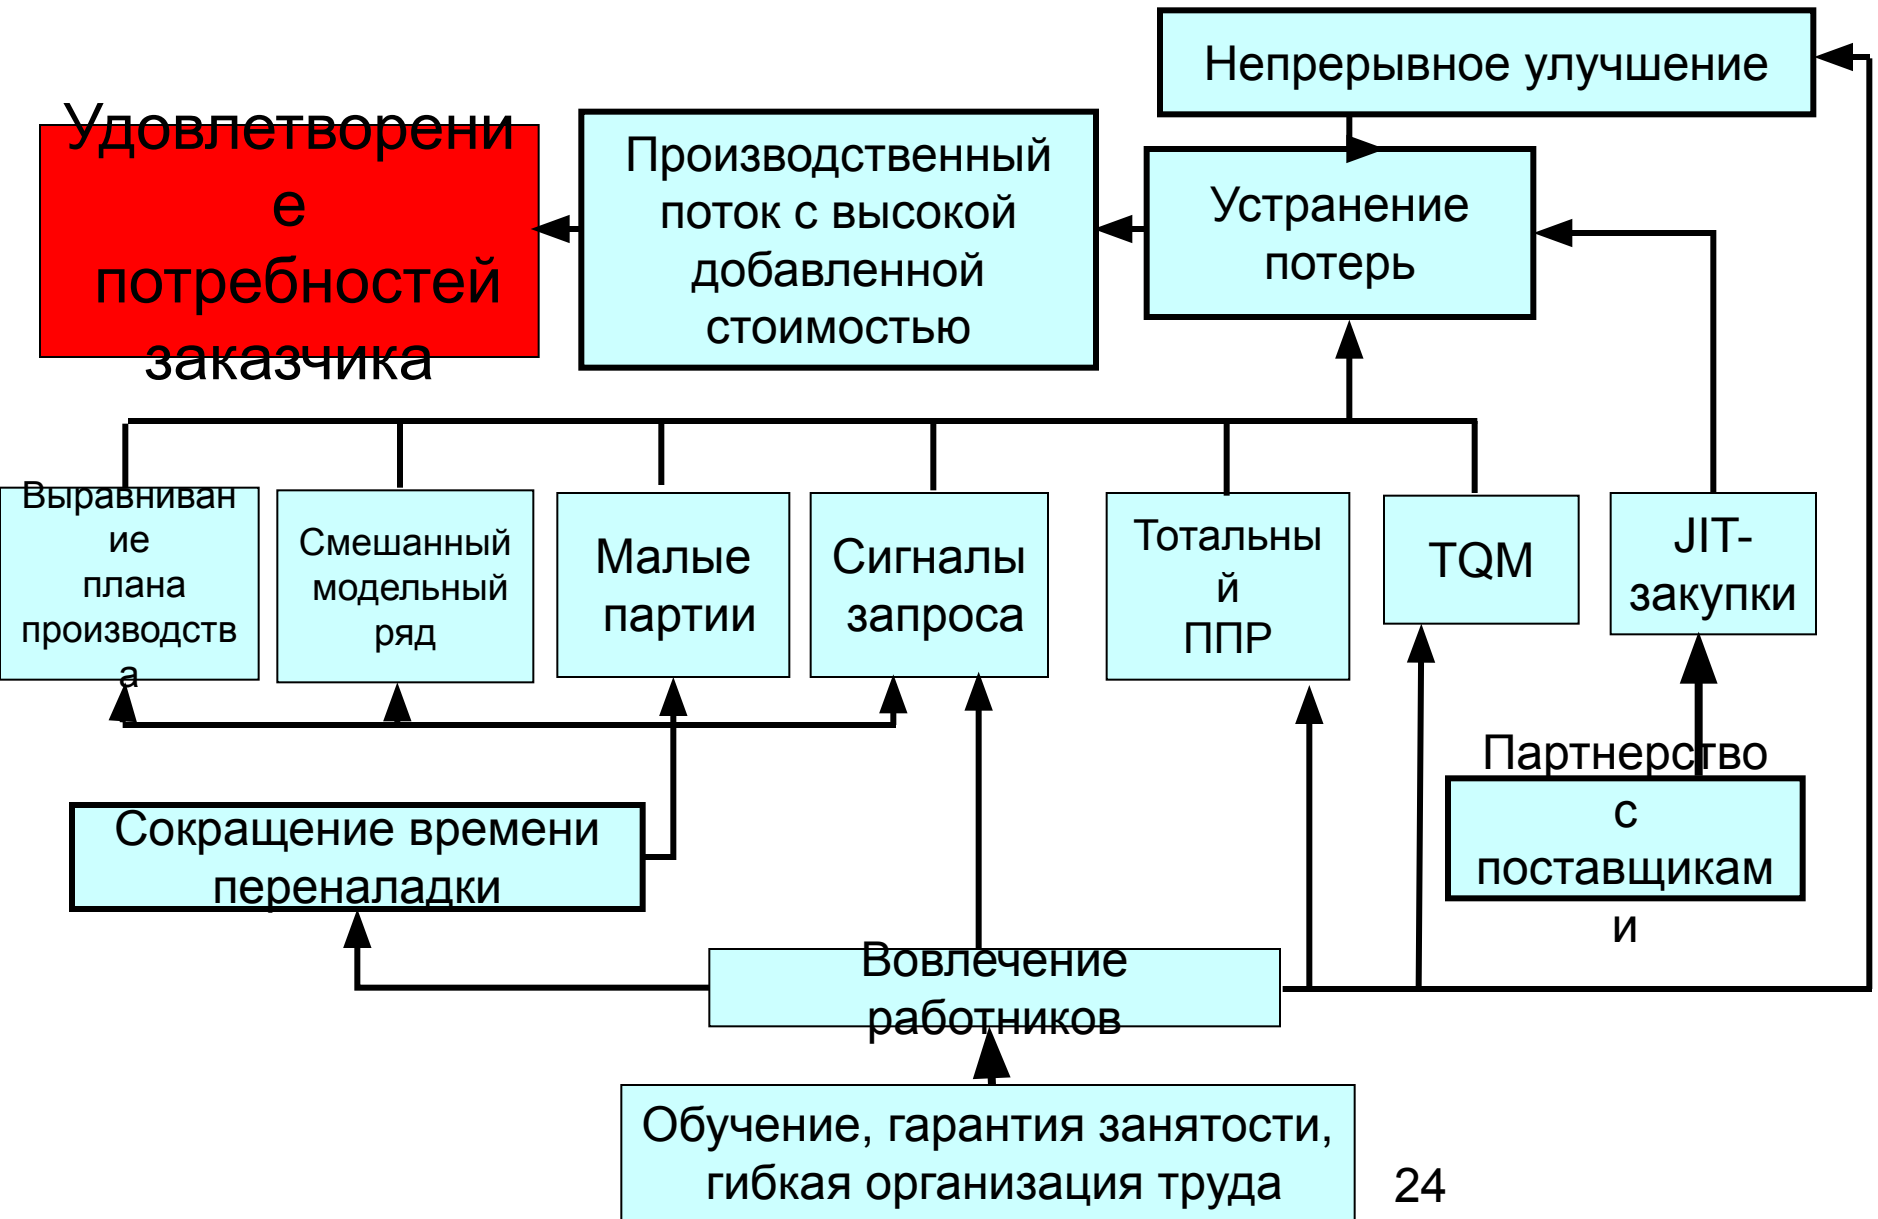 Непрерывное улучшение
Удовлетворени
е
потребностей
заказчика
Производственный
поток с высокой
добавленной
стоимостью
Устранение
потерь
Выравниван
ие
плана
производств
а
Смешанный
модельный
ряд
Малые
партии
Сигналы
запроса
Тотальны
й
ППР
TQM
JIT-
закупки
Сокращение времени
переналадки
Партнерство
с
поставщикам
и
Вовлечение
работников
Обучение, гарантия занятости,
гибкая организация труда
24